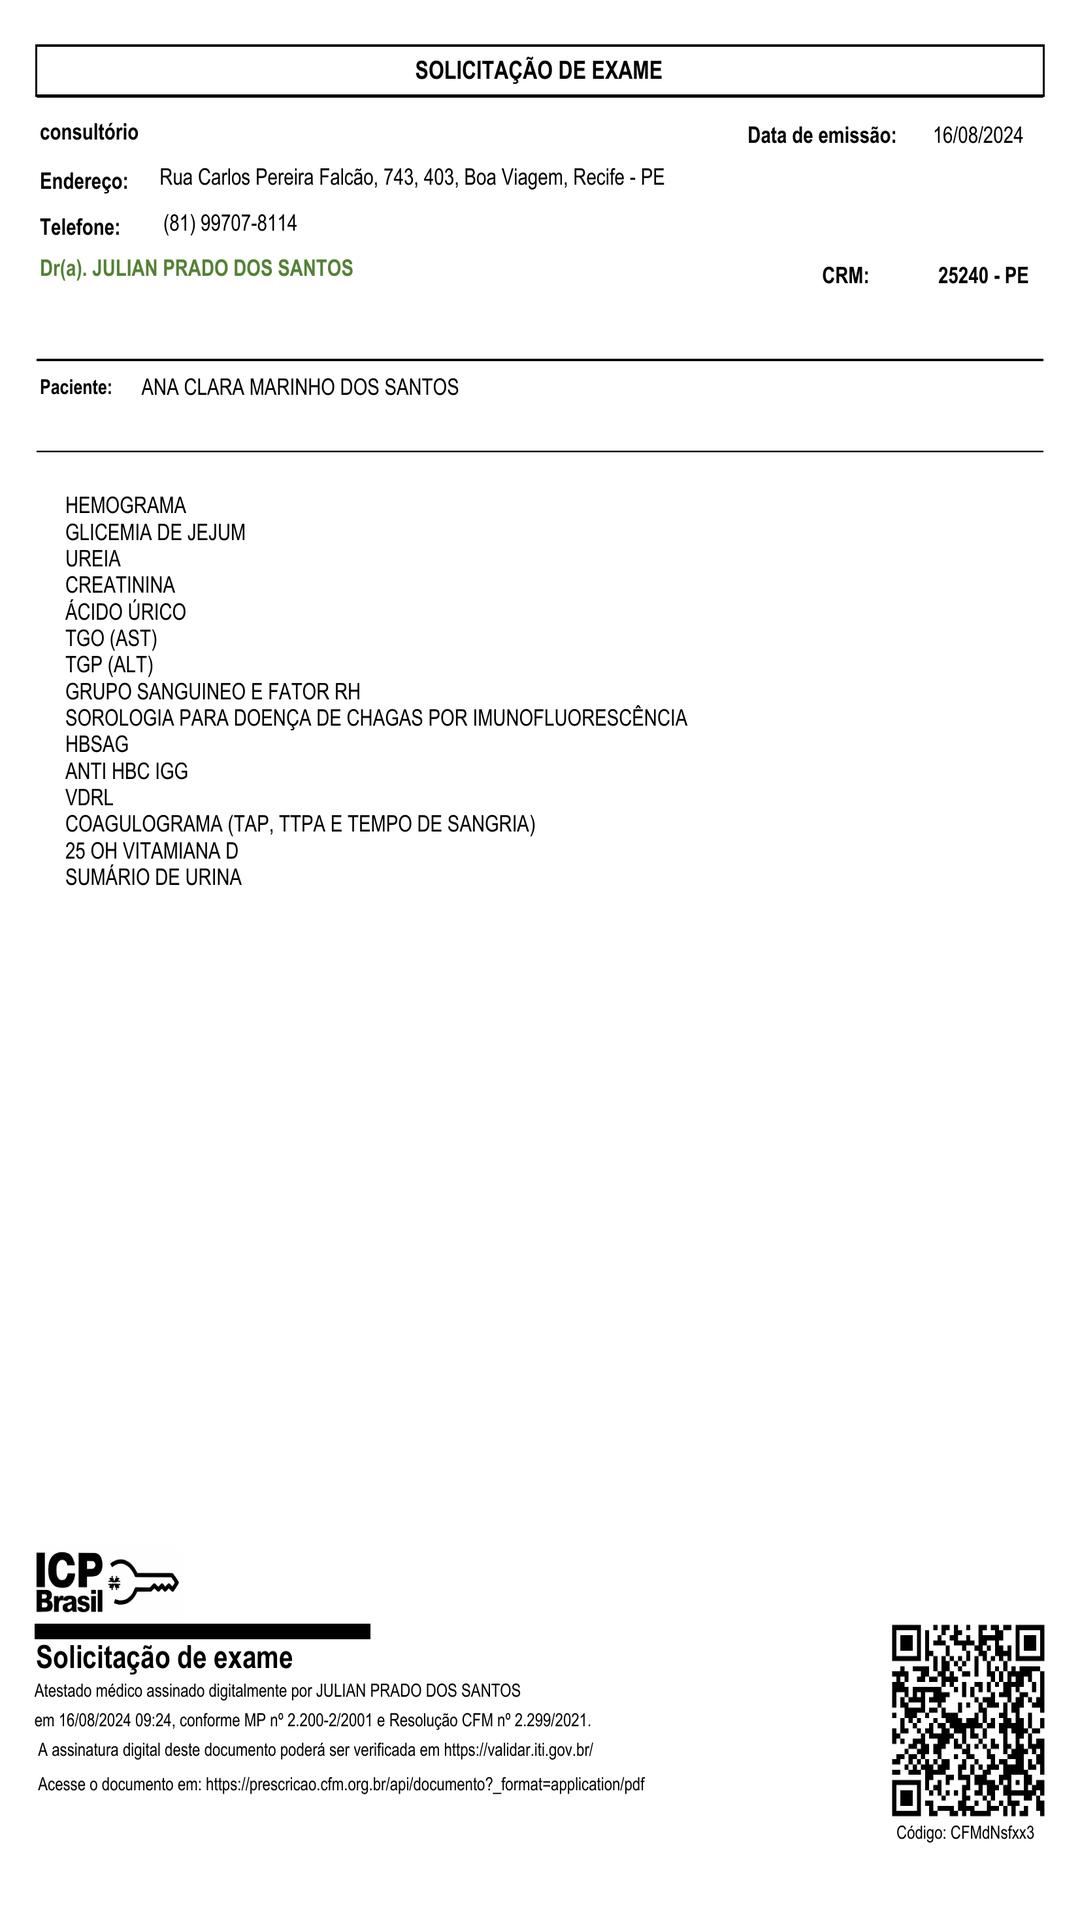 SOLICITAÇÃO DE EXAME
consultório
Data de emissão: 16/08/2024
Endereço: Rua Carlos Pereira Falcão, 743, 403, Boa Viagem, Recife - PE
Telefone: (81) 99707-8114
Dr(a). JULIAN PRADO DOS SANTOS
CRM: 25240 - PE
Paciente: ANA CLARA MARINHO DOS SANTOS
HEMOGRAMA
GLICEMIA DE JEJUM
UREIA
CREATININA
ÁCIDO ÚRICO
TGO (AST)
TGP (ALT)
GRUPO SANGUINEO E FATOR RH
SOROLOGIA PARA DOENÇA DE CHAGAS POR IMUNOFLUORESCÊNCIA
HBSAG
ANTI HBC IGG
VDRL
COAGULOGRAMA (TAP, TTPA E TEMPO DE SANGRIA)
25 OH VITAMIANA D
SUMÁRIO DE URINA
ICP
Brasil
Solicitação de exame
Atestado médico assinado digitalmente por JULIAN PRADO DOS SANTOS
em 16/08/2024 09:24, conforme MP nº 2.200-2/2001 e Resolução CFM nº 2.299/2021.
A assinatura digital deste documento poderá ser verificada em https://validar.iti.gov.br/
Acesse o documento em: https://prescricao.cfm.org.br/api/documento?_format=application/pdf
Código: CFMdNsfxx3